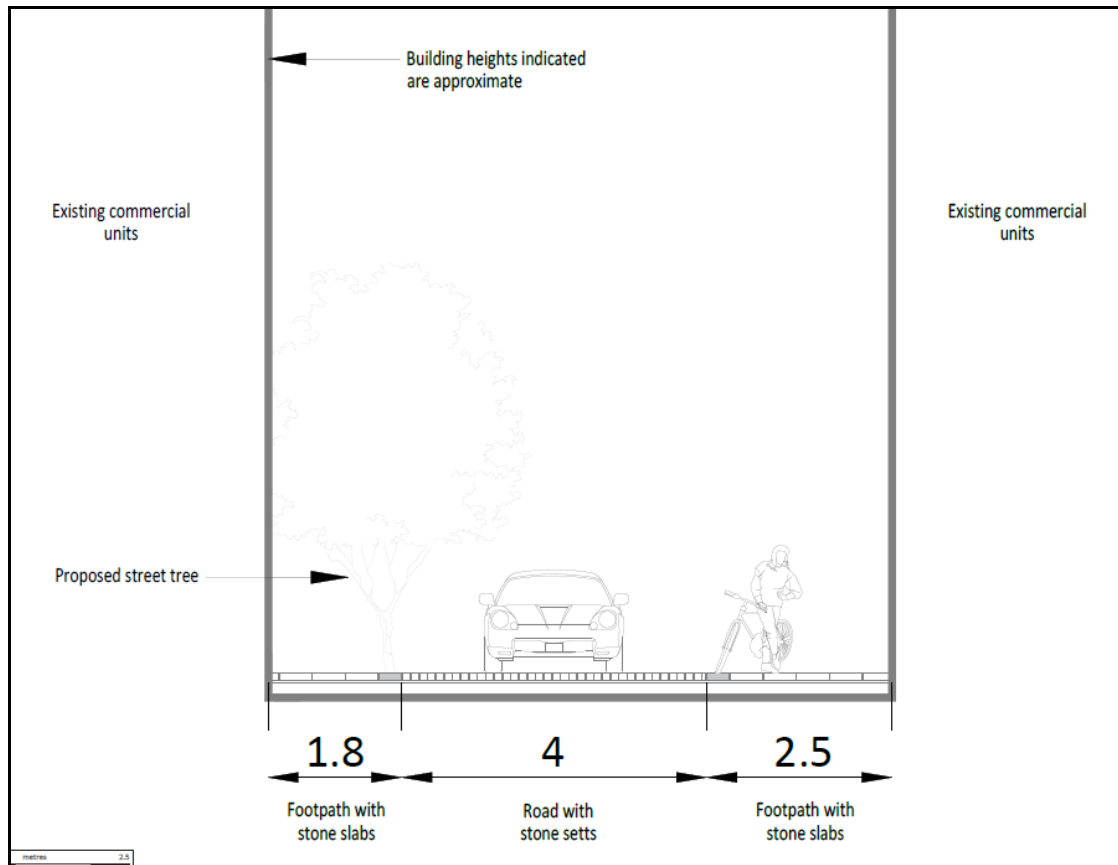 Building heights indicated
are approximate
Existing commercial
units
Existing commercial
units
Proposed street tree
1.8
4
2.5
Footpath with
stone slabs
Road with
stone setts
Footpath with
stone slabs
metres 2.5